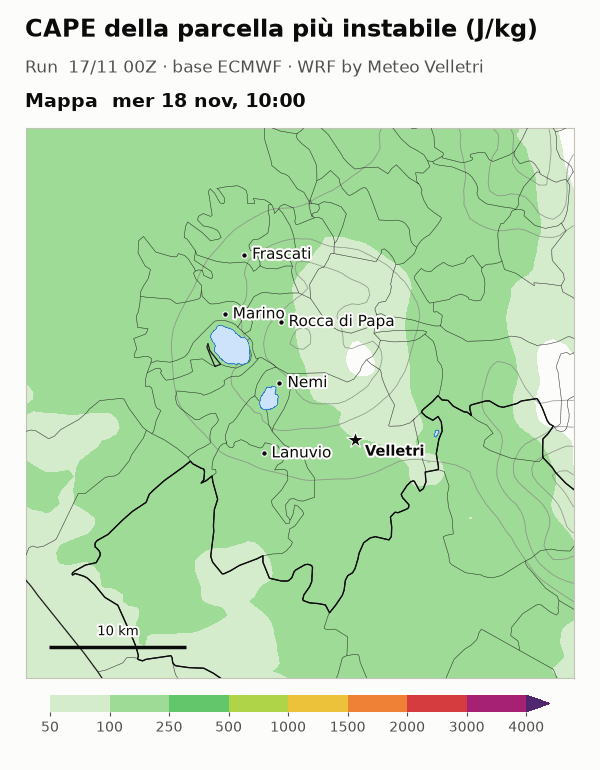 CAPE della parcella più instabile (J/kg)
Run 17/11 00Z · base ECMWF · WRF by Meteo Velletri
Mappa mer 18 nov, 10:00
Frascati
Marino
Rocca di Papa
Nemi
Velletri
Lanuvio
10 km
50 100 250 500 1000 1500 2000 3000 4000